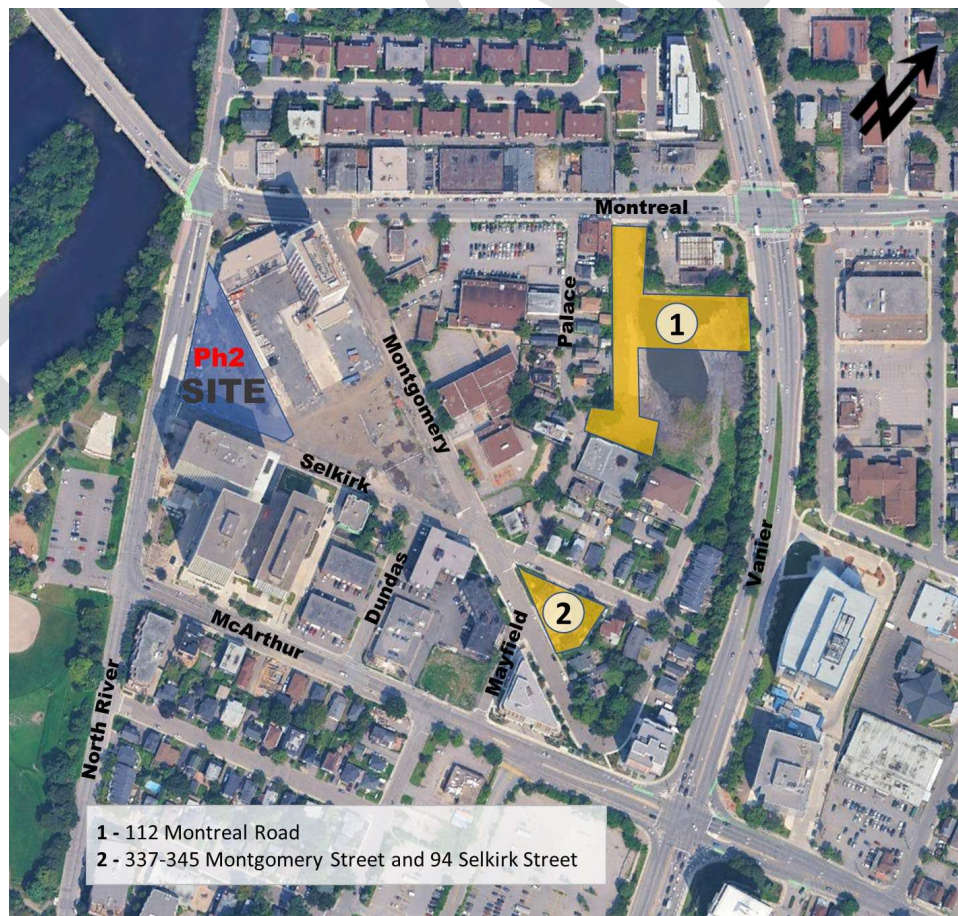 Montreal
Palace
1
Montgomery
Ph2
SITE
Selkirk
Dundas
2
Mayfield
McArthur
Vanier
North River
1 - 112 Montreal Road
2 - 337-345 Montgomery Street and 94 Selkirk Street